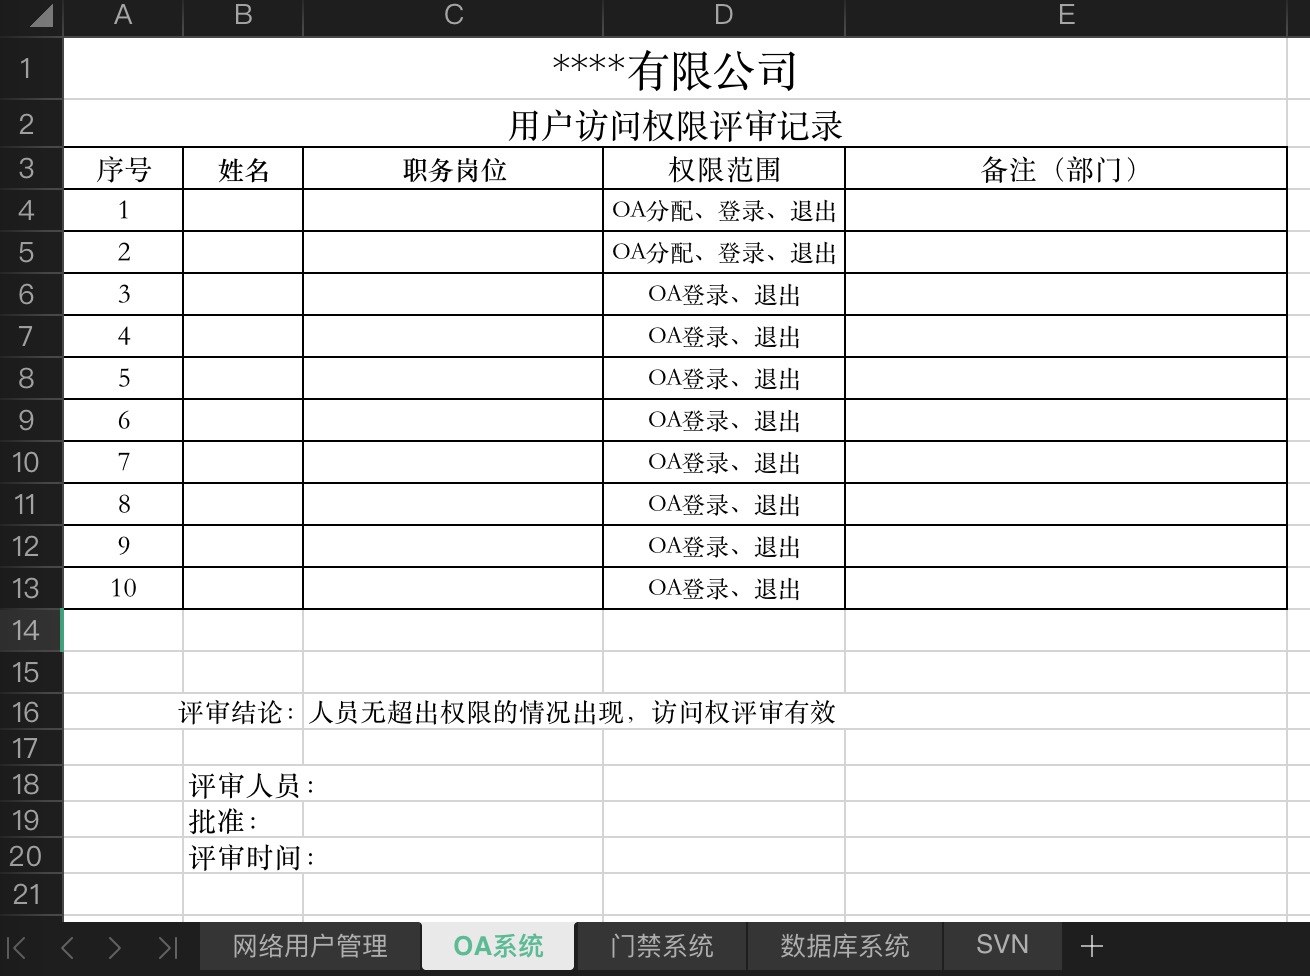 A B C D E
1 ****有限公司
2 用户访问权限评审记录
3 序号 姓名 职务岗位 权限范围 备注（部门）
4 1 OA分配、登录、退出
5 2 OA分配、登录、退出
6 3 OA登录、退出
7 4 OA登录、退出
8 5 OA登录、退出
9 6 OA登录、退出
10 7 OA登录、退出
11 8 OA登录、退出
12 9 OA登录、退出
13 10 OA登录、退出
14
15
16 评审结论：人员无超出权限的情况出现，访问权评审有效
17
18 评审人员：
19 批准：
20 评审时间：
21
网络用户管理 OA系统 门禁系统 数据库系统 SVN